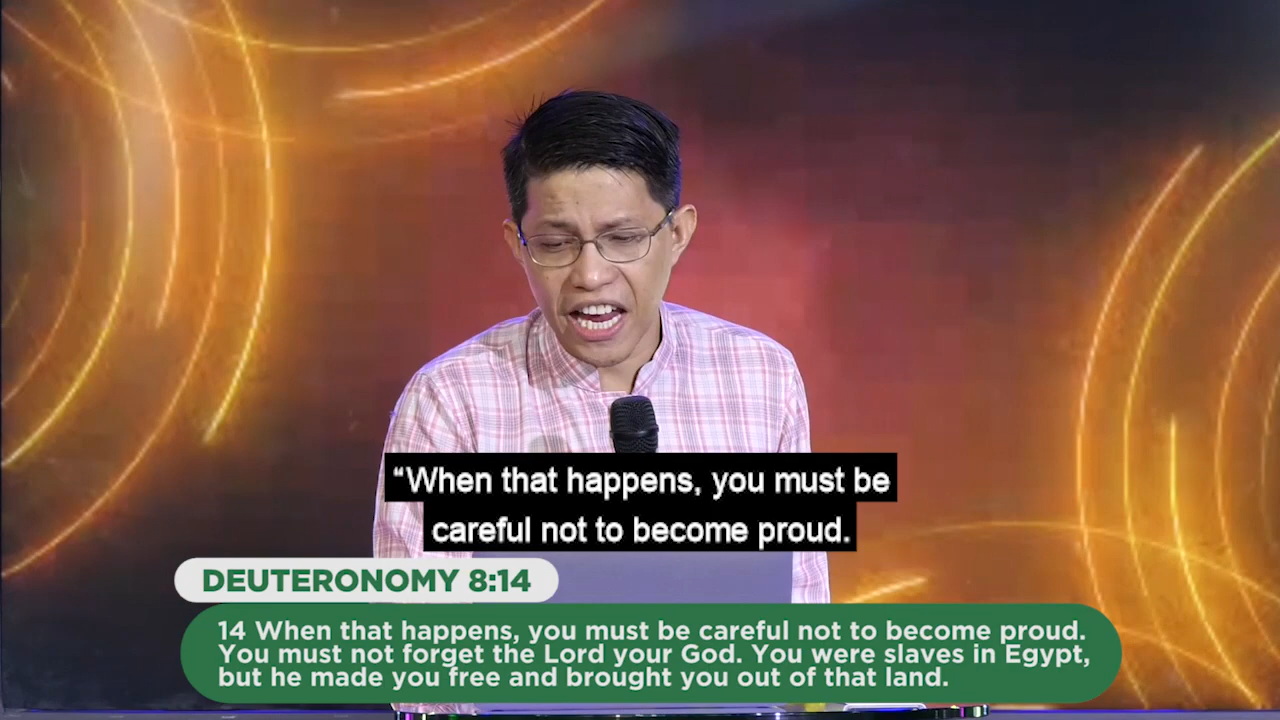 “When that happens, you must be
careful not to become proud.
DEUTERONOMY 8:14
14 When that happens, you must be careful not to become proud.
You must not forget the Lord your God. You were slaves in Egypt,
but he made you free and brought you out of that land.